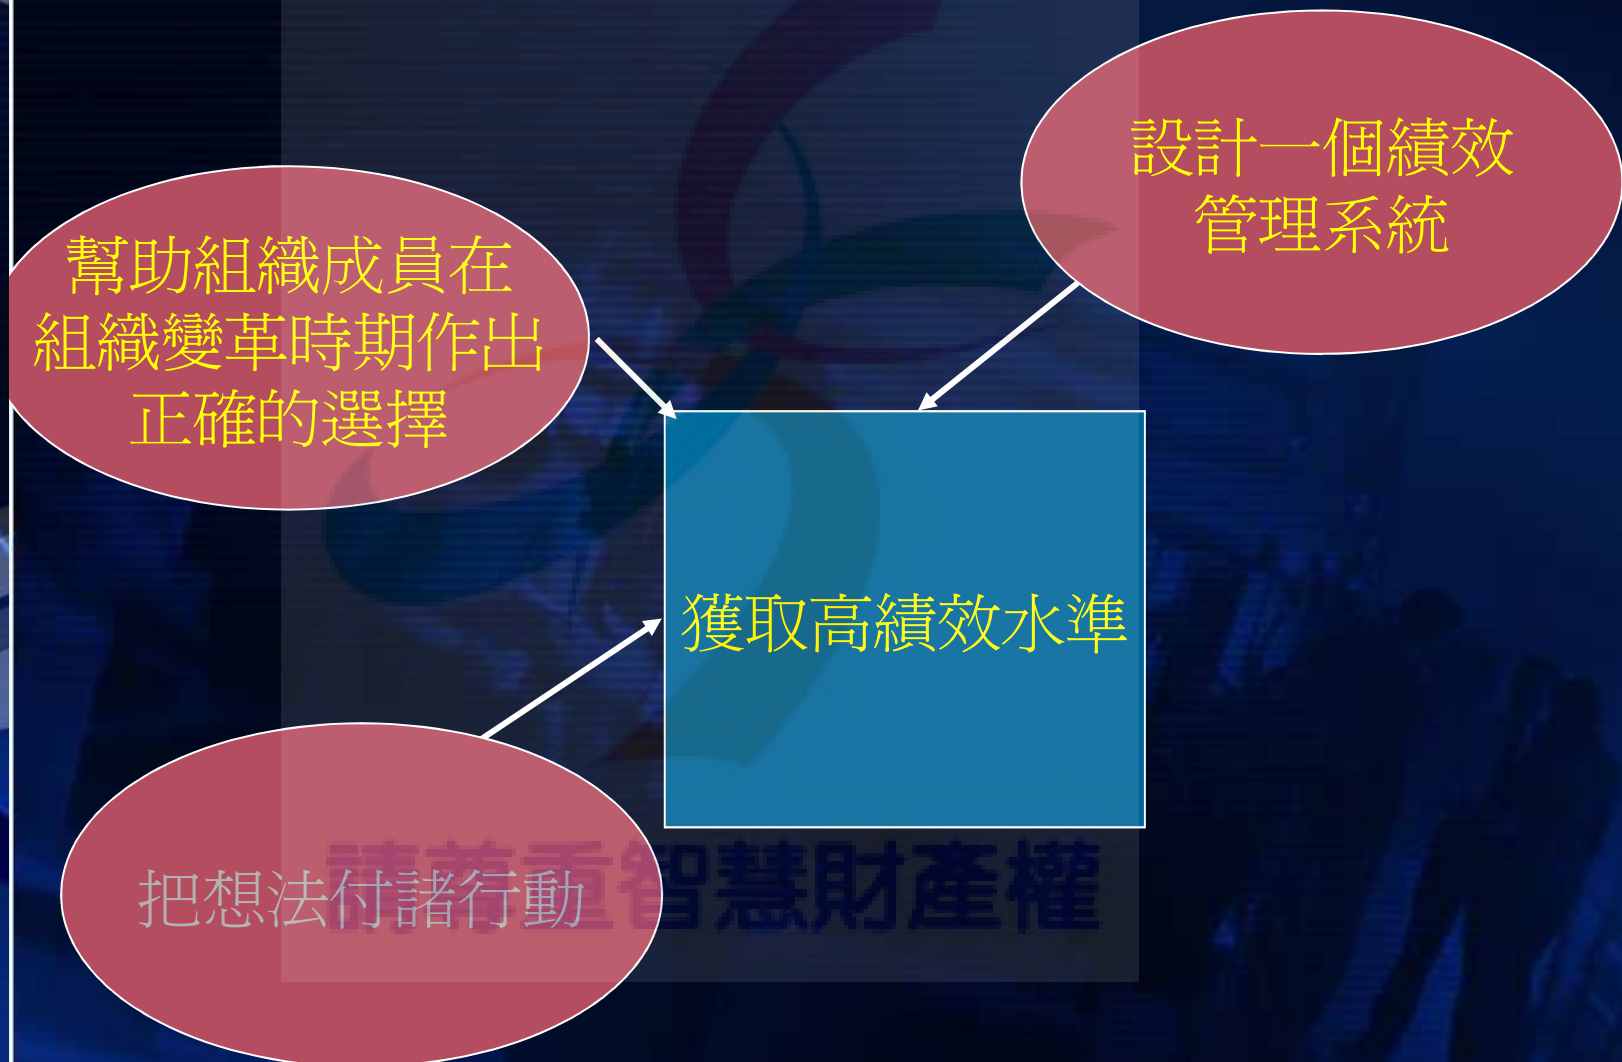 設計一個績效
管理系統
幫助組織成員在
組織變革時期作出
正確的選擇
獲取高績效水準
把想法付諸行動
請尊重智慧財產權